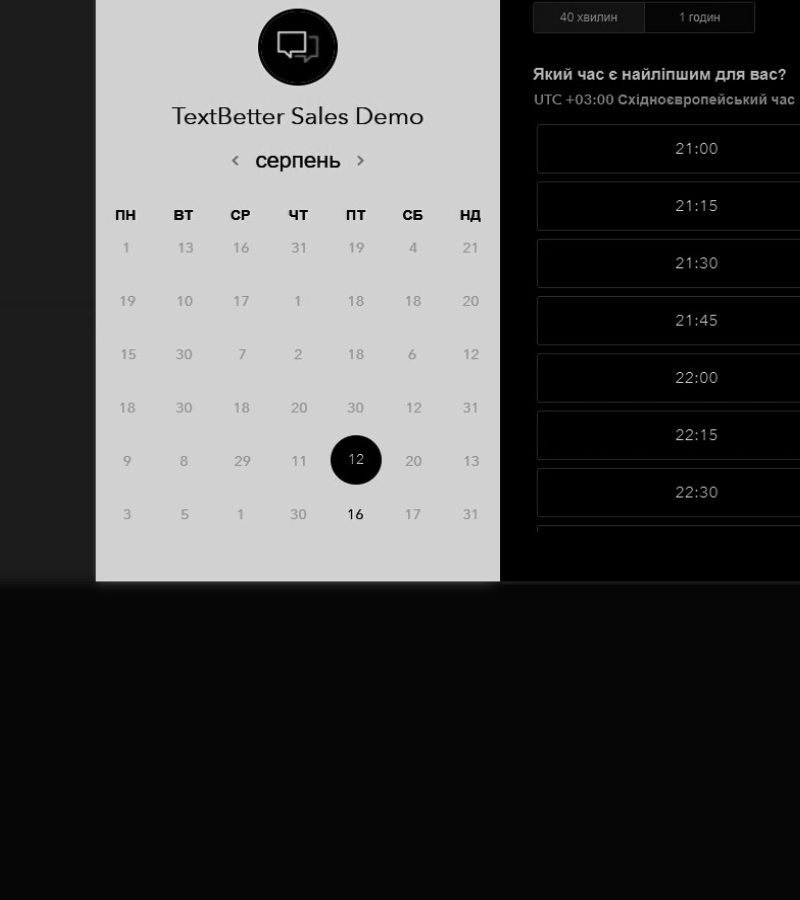 TextBetter Sales Demo
серпень
ПН ВТ СР ЧТ ПТ СБ НД
1 13 16 31 19 4 21
19 10 17 1 18 18 20
15 30 7 2 18 6 12
18 30 18 20 30 12 31
9 8 29 11 12 20 13
3 5 1 30 16 17 31
40 хвилин 1 годин
Який час є найліпшим для вас?
UTC +03:00 Східноєвропейський час
21:00
21:15
21:30
21:45
22:00
22:15
22:30